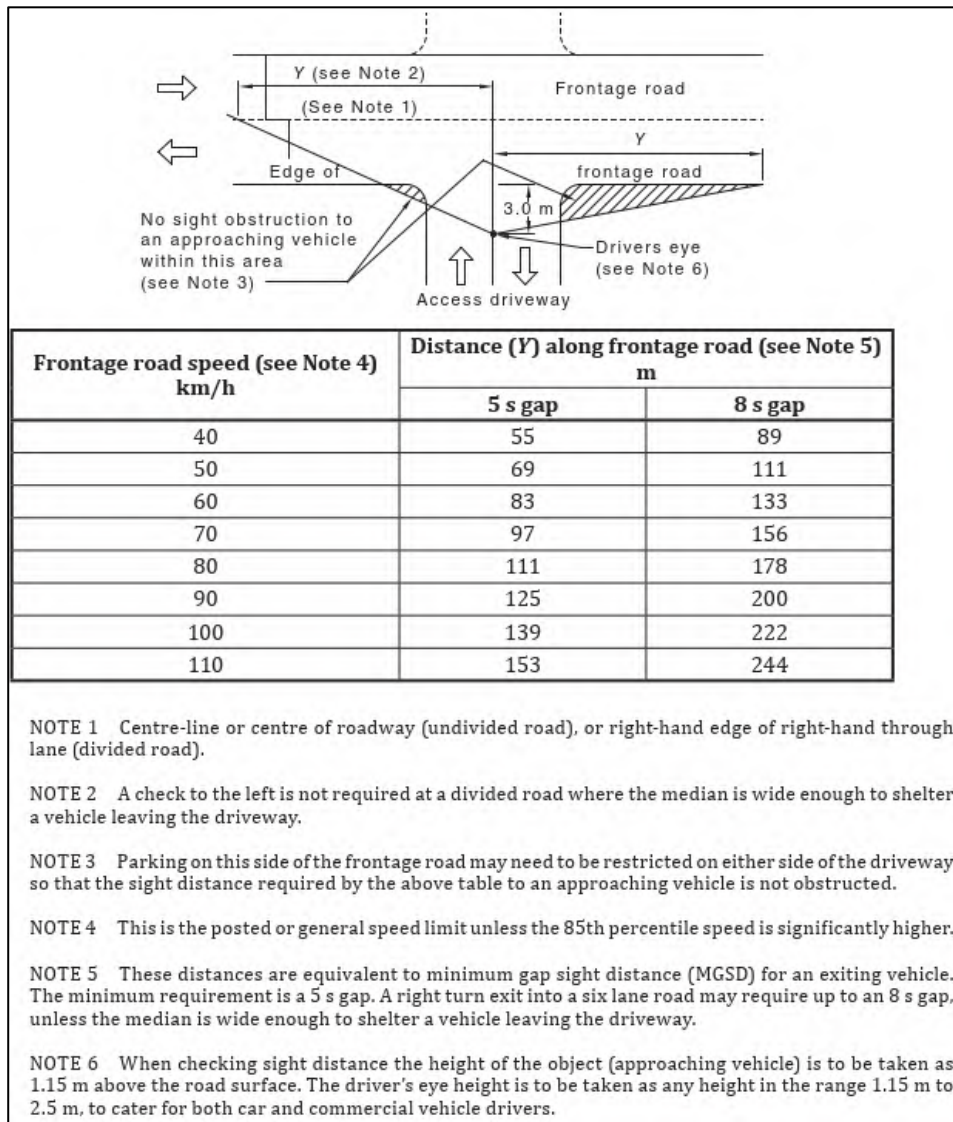 Y (see Note 2)
Frontage road
(See Note 1)
Y
Edge of
frontage road
3.0 m
No sight obstruction to
an approaching vehicle
within this area
(see Note 3)
Drivers eye
(see Note 6)
Access driveway
Frontage road speed (see Note 4)
km/h
Distance (Y) along frontage road (see Note 5)
m
5 s gap 8 s gap
40 55 89
50 69 111
60 83 133
70 97 156
80 111 178
90 125 200
100 139 222
110 153 244
NOTE 1 Centre-line or centre of roadway (undivided road), or right-hand edge of right-hand through
lane (divided road).
NOTE 2 A check to the left is not required at a divided road where the median is wide enough to shelter
a vehicle leaving the driveway.
NOTE 3 Parking on this side of the frontage road may need to be restricted on either side of the driveway
so that the sight distance required by the above table to an approaching vehicle is not obstructed.
NOTE 4 This is the posted or general speed limit unless the 85th percentile speed is significantly higher.
NOTE 5 These distances are equivalent to minimum gap sight distance (MGSD) for an exiting vehicle.
The minimum requirement is a 5 s gap. A right turn exit into a six lane road may require up to an 8 s gap,
unless the median is wide enough to shelter a vehicle leaving the driveway.
NOTE 6 When checking sight distance the height of the object (approaching vehicle) is to be taken as
1.15 m above the road surface. The driver's eye height is to be taken as any height in the range 1.15 m to
2.5 m, to cater for both car and commercial vehicle drivers.